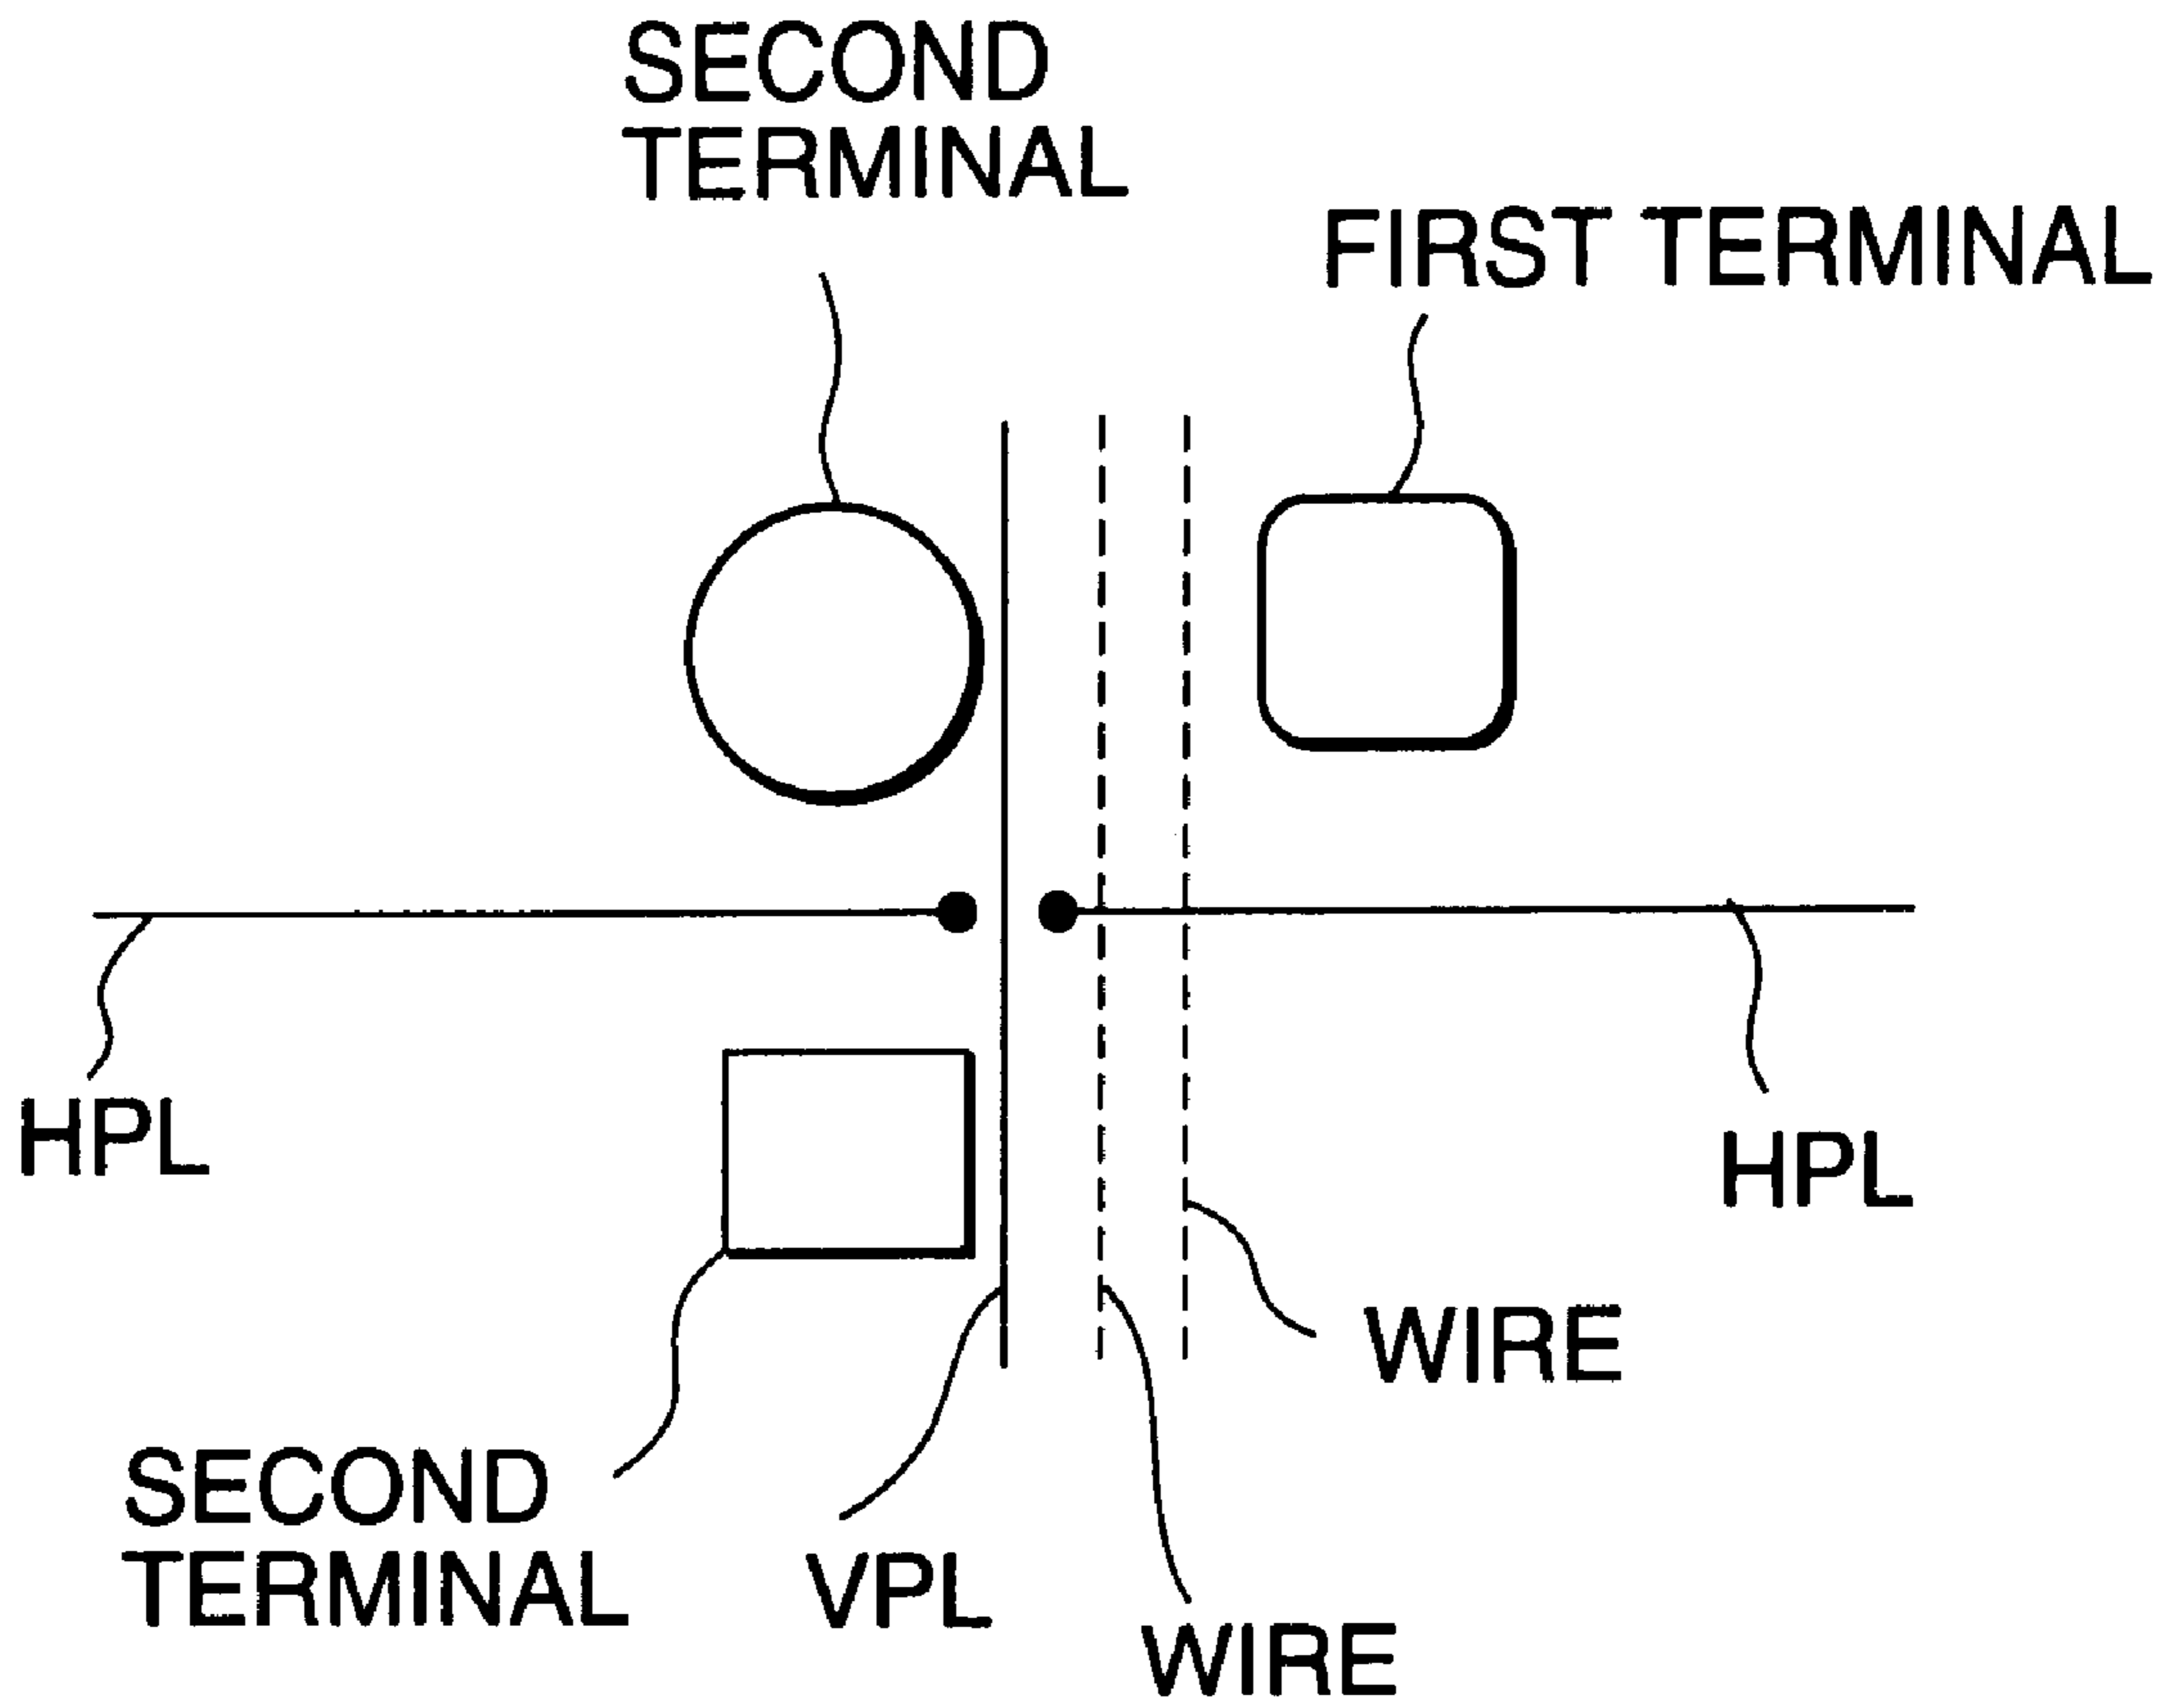 SECOND
TERMINAL
FIRST TERMINAL
HPL
HPL
WIRE
SECOND
TERMINAL
VPL
WIRE